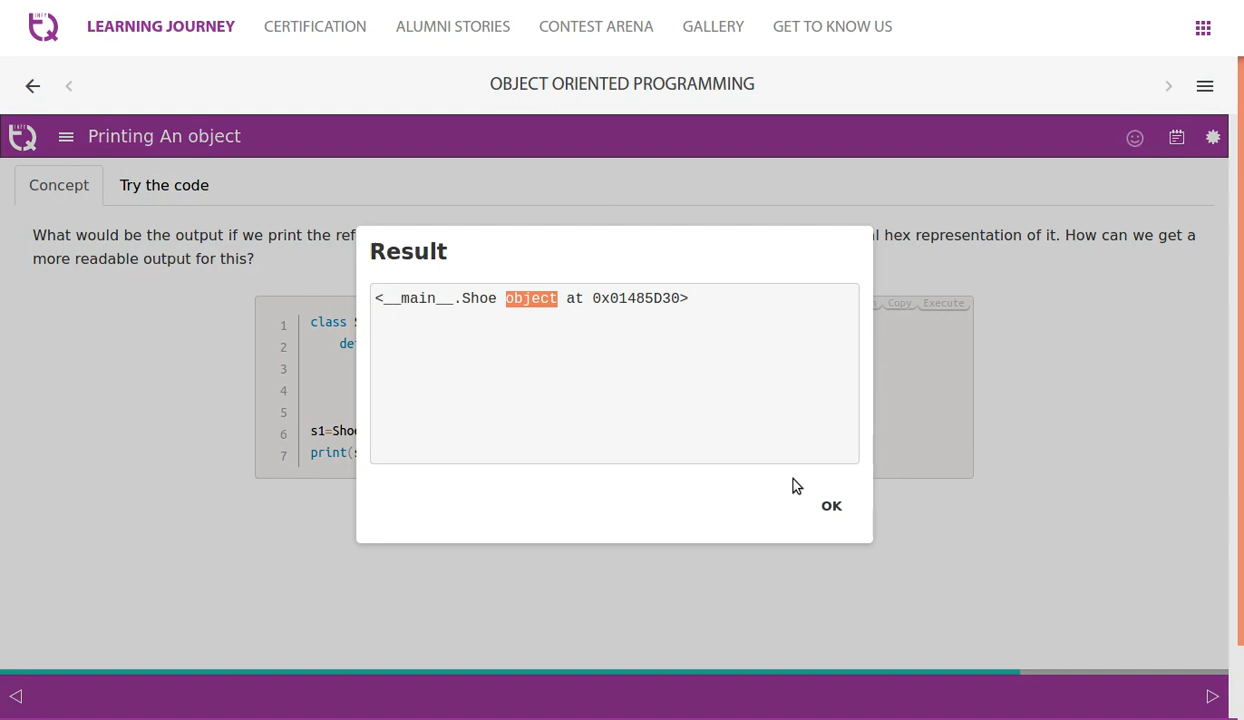 LEARNING JOURNEY CERTIFICATION ALUMNI STORIES CONTEST ARENA GALLERY GET TO KNOW US
OBJECT ORIENTED PROGRAMMING
Printing An object
Concept Try the code
What would be the output if we print the ref l hex representation of it. How can we get a
more readable output for this?
Result
<__main__.Shoe object at 0x01485D30>
Copy Execute
1 class
2 def
3
4
5
6 s1=Shoe
7 print(s
OK